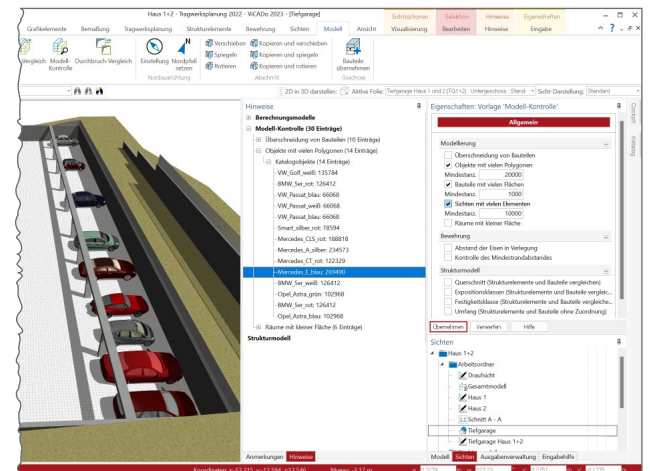 Haus 1+2 - Tragwerksplanung 2022 - ViCADo 2023 - [Tiefgarage]
Sichtoptionen Selektion Hinweise Eigenschaften
Grafikelemente Bemaßung Tragwerksplanung Strukturelemente Bewehrung Sichten Modell Ansicht Visualisierung Bearbeiten Hinweise Eingabe
Vergleich Modell-Kontrolle Durchbruch-Vergleich
Einstellung Nordpfeil setzen
Nordausrichtung
Verschieben Kopieren und verschieben
Spiegeln Kopieren und spiegeln
Rotieren Kopieren und rotieren
Abschnitt
Bauteile übernehmen
Geschoss
2D in 3D darstellen: Aktive Folie: Tiefgarage Haus 1 und 2 (TG1+2) : Untergeschoss : Stand Sicht-Darstellung: Standard
Hinweise
Berechnungsmodelle
Modell-Kontrolle (30 Einträge)
Überschneidung von Bauteilen (10 Einträge)
Objekte mit vielen Polygonen (14 Einträge)
Katalogobjekte (14 Einträge)
VW_Golf_weiß: 135784
BMW_5er_rot: 126412
VW_Passat_blau: 66068
VW_Passat_weiß: 66068
VW_Passat_blau: 66068
Smart_silber_rot: 78594
Mercedes_CLS_rot: 188818
Mercedes_A_silber: 234573
Mercedes_CT_rot: 122329
Mercedes_E_blau: 269490
BMW_5er_weiß: 126412
Opel_Astra_grün: 102968
BMW_5er_rot: 126412
Opel_Astra_blau: 102968
Räume mit kleiner Fläche (6 Einträge)
Strukturmodell
Anmerkungen Hinweise
Eigenschaften: Vorlage 'Modell-Kontrolle'
Allgemein
Modellierung
Überschneidung von Bauteilen
Objekte mit vielen Polygonen
Mindestanz. 20000
Bauteile mit vielen Flächen
Mindestanz. 1000
Sichten mit vielen Elementen
Mindestanz. 10000
Räume mit kleiner Fläche
Bewehrung
Abstand der Eisen in Verlegung
Kontrolle des Mindestrandabstandes
Strukturmodell
Querschnitt (Strukturelemente und Bauteile vergleichen)
Expositionsklassen (Strukturelemente und Bauteile vergleic...
Festigkeitsklasse (Strukturelemente und Bauteile vergleiche...
Umfang (Strukturelemente und Bauteile ohne Zuordnung)
Übernehmen Verwerfen Hilfe
Sichten
Haus 1+2
Arbeitsordner
Draufsicht
Gesamtmodell
Haus 1
Haus 2
Schnitt A - A
Tiefgarage
Tiefgarage Haus 1+2
Modell Sichten Ausgabenverwaltung Eingabehilfe
Cockpit
Katalog